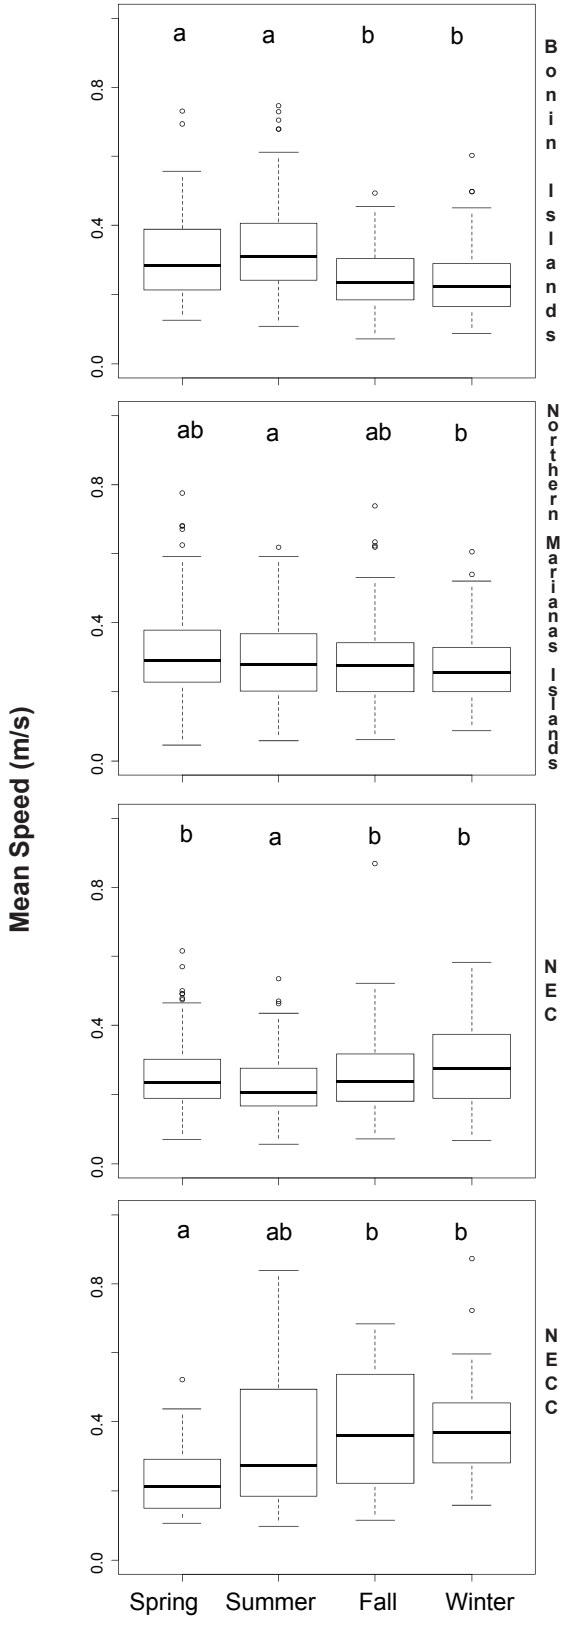 Mean Speed (m/s)
a a b b
0.8
0.4
0.0
Bonin Islands
ab a ab b
0.8
0.4
0.0
Northern Marianas Islands
b a b b
0.8
0.4
0.0
NEC
a ab b b
0.8
0.4
0.0
NECC
Spring Summer Fall Winter